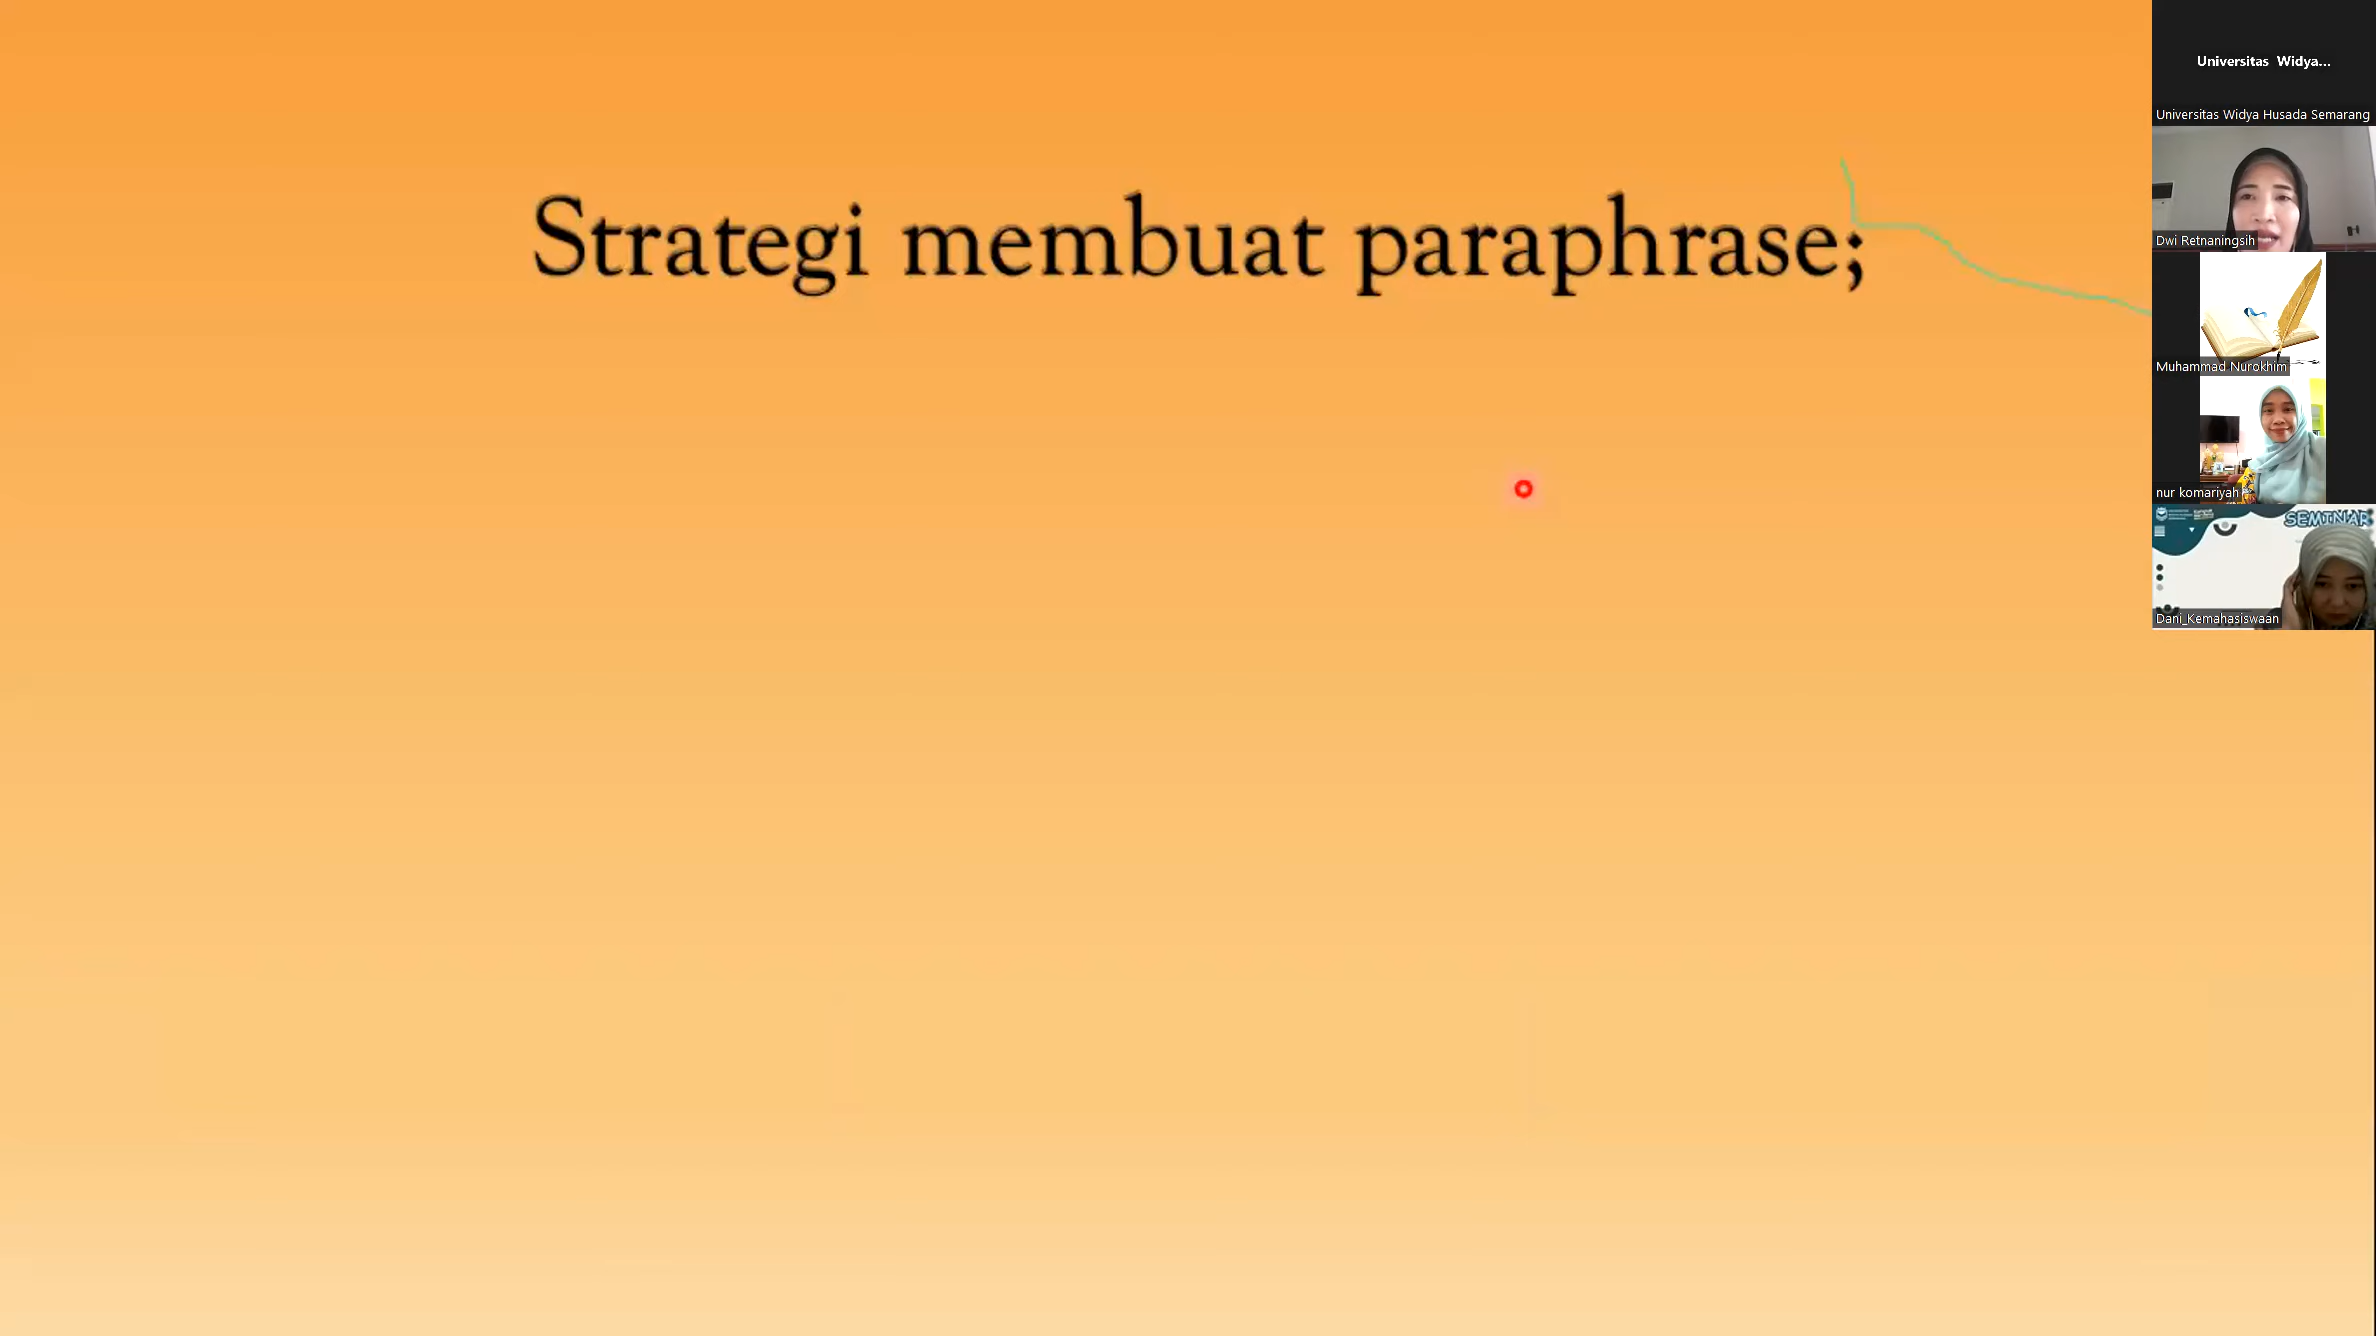 Strategi membuat paraphrase;
Universitas Widya...
Universitas Widya Husada Semarang
Dwi Retnaningsih
Muhammad Nurokhim
nur komariyah
SEMINAR
Dani_Kemahasiswaan